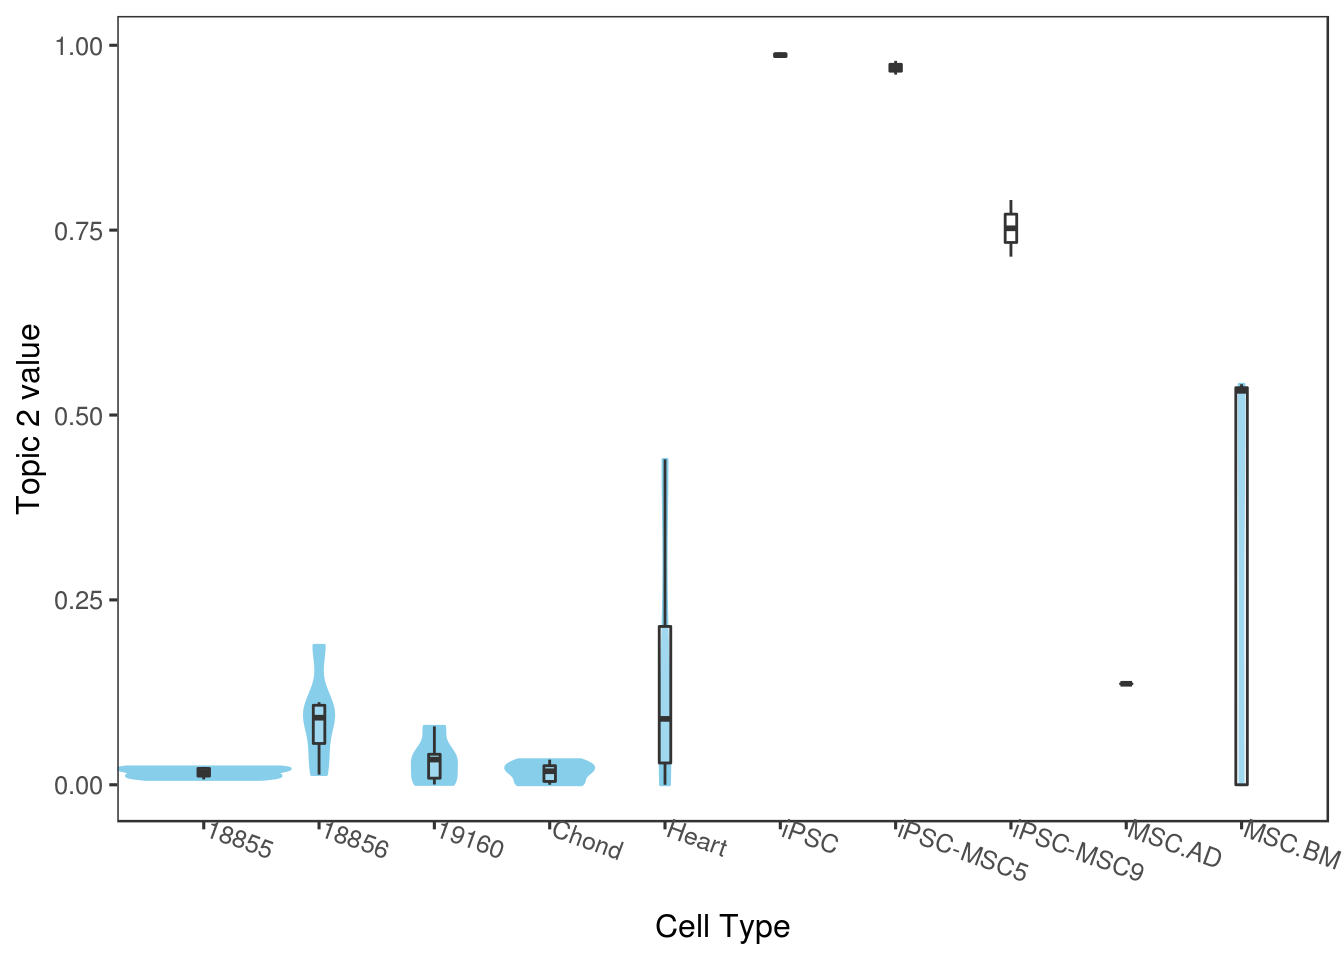 1.00
0.75
0.50
0.25
0.00
Topic 2 value
18855
18856
19160
Chond
Heart
iPSC
iPSC-MSC5
iPSC-MSC9
MSC.AD
MSC.BM
Cell Type